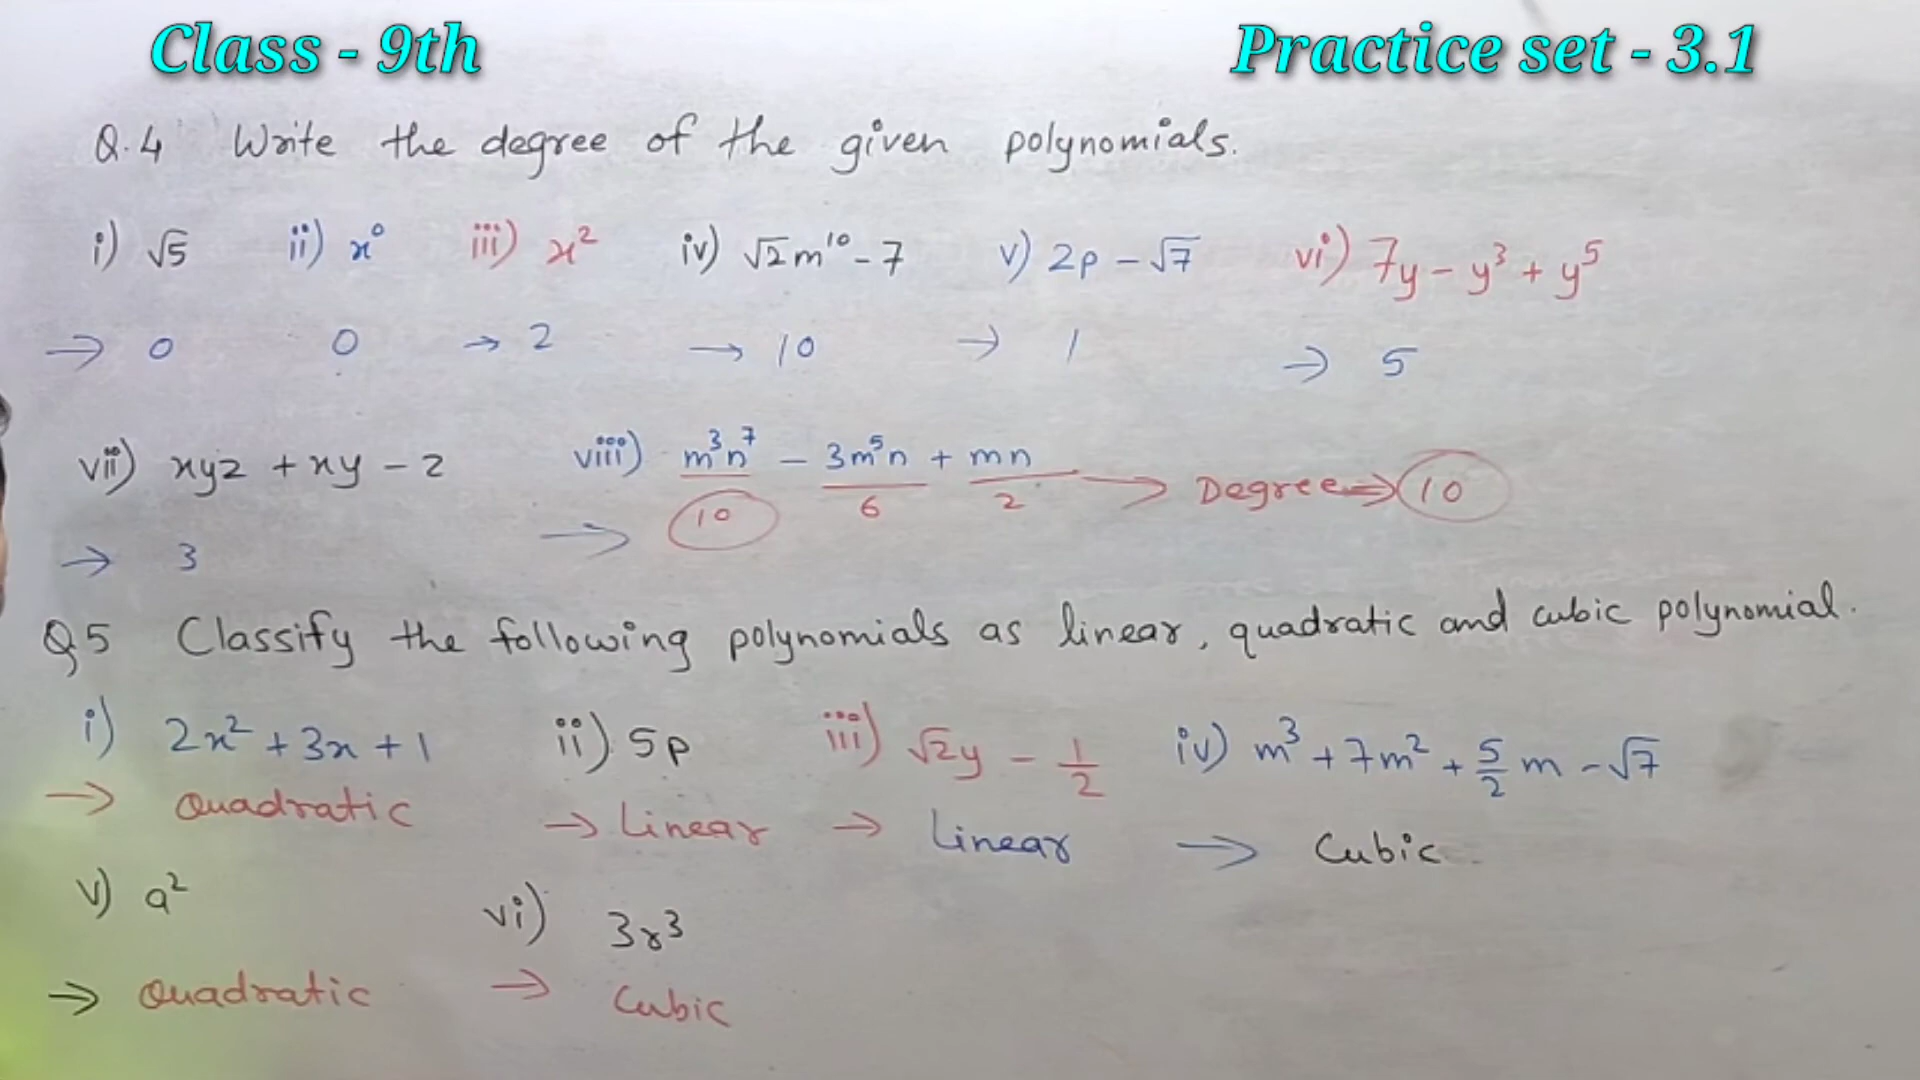 Class - 9th Practice set - 3.1
Q.4 Write the degree of the given polynomials.
i) √5 ii) x⁰ iii) x² iv) √2m¹⁰ - 7 v) 2p - √7 vi) 7y - y³ + y⁵
→ 0 0 → 2 → 10 → 1 → 5
vii) xyz + xy - z viii) m³n⁷ - 3m⁵n + mn → Degree → 10
→ 10 6 2
→ 3
Q5 Classify the following polynomials as linear, quadratic and cubic polynomial.
i) 2x² + 3x + 1 ii) 5p iii) √2y - 1/2 iv) m³ + 7m² + 5/2 m - √7
→ Quadratic → Linear → Linear → Cubic
v) a² vi) 3r³
→ Quadratic → Cubic